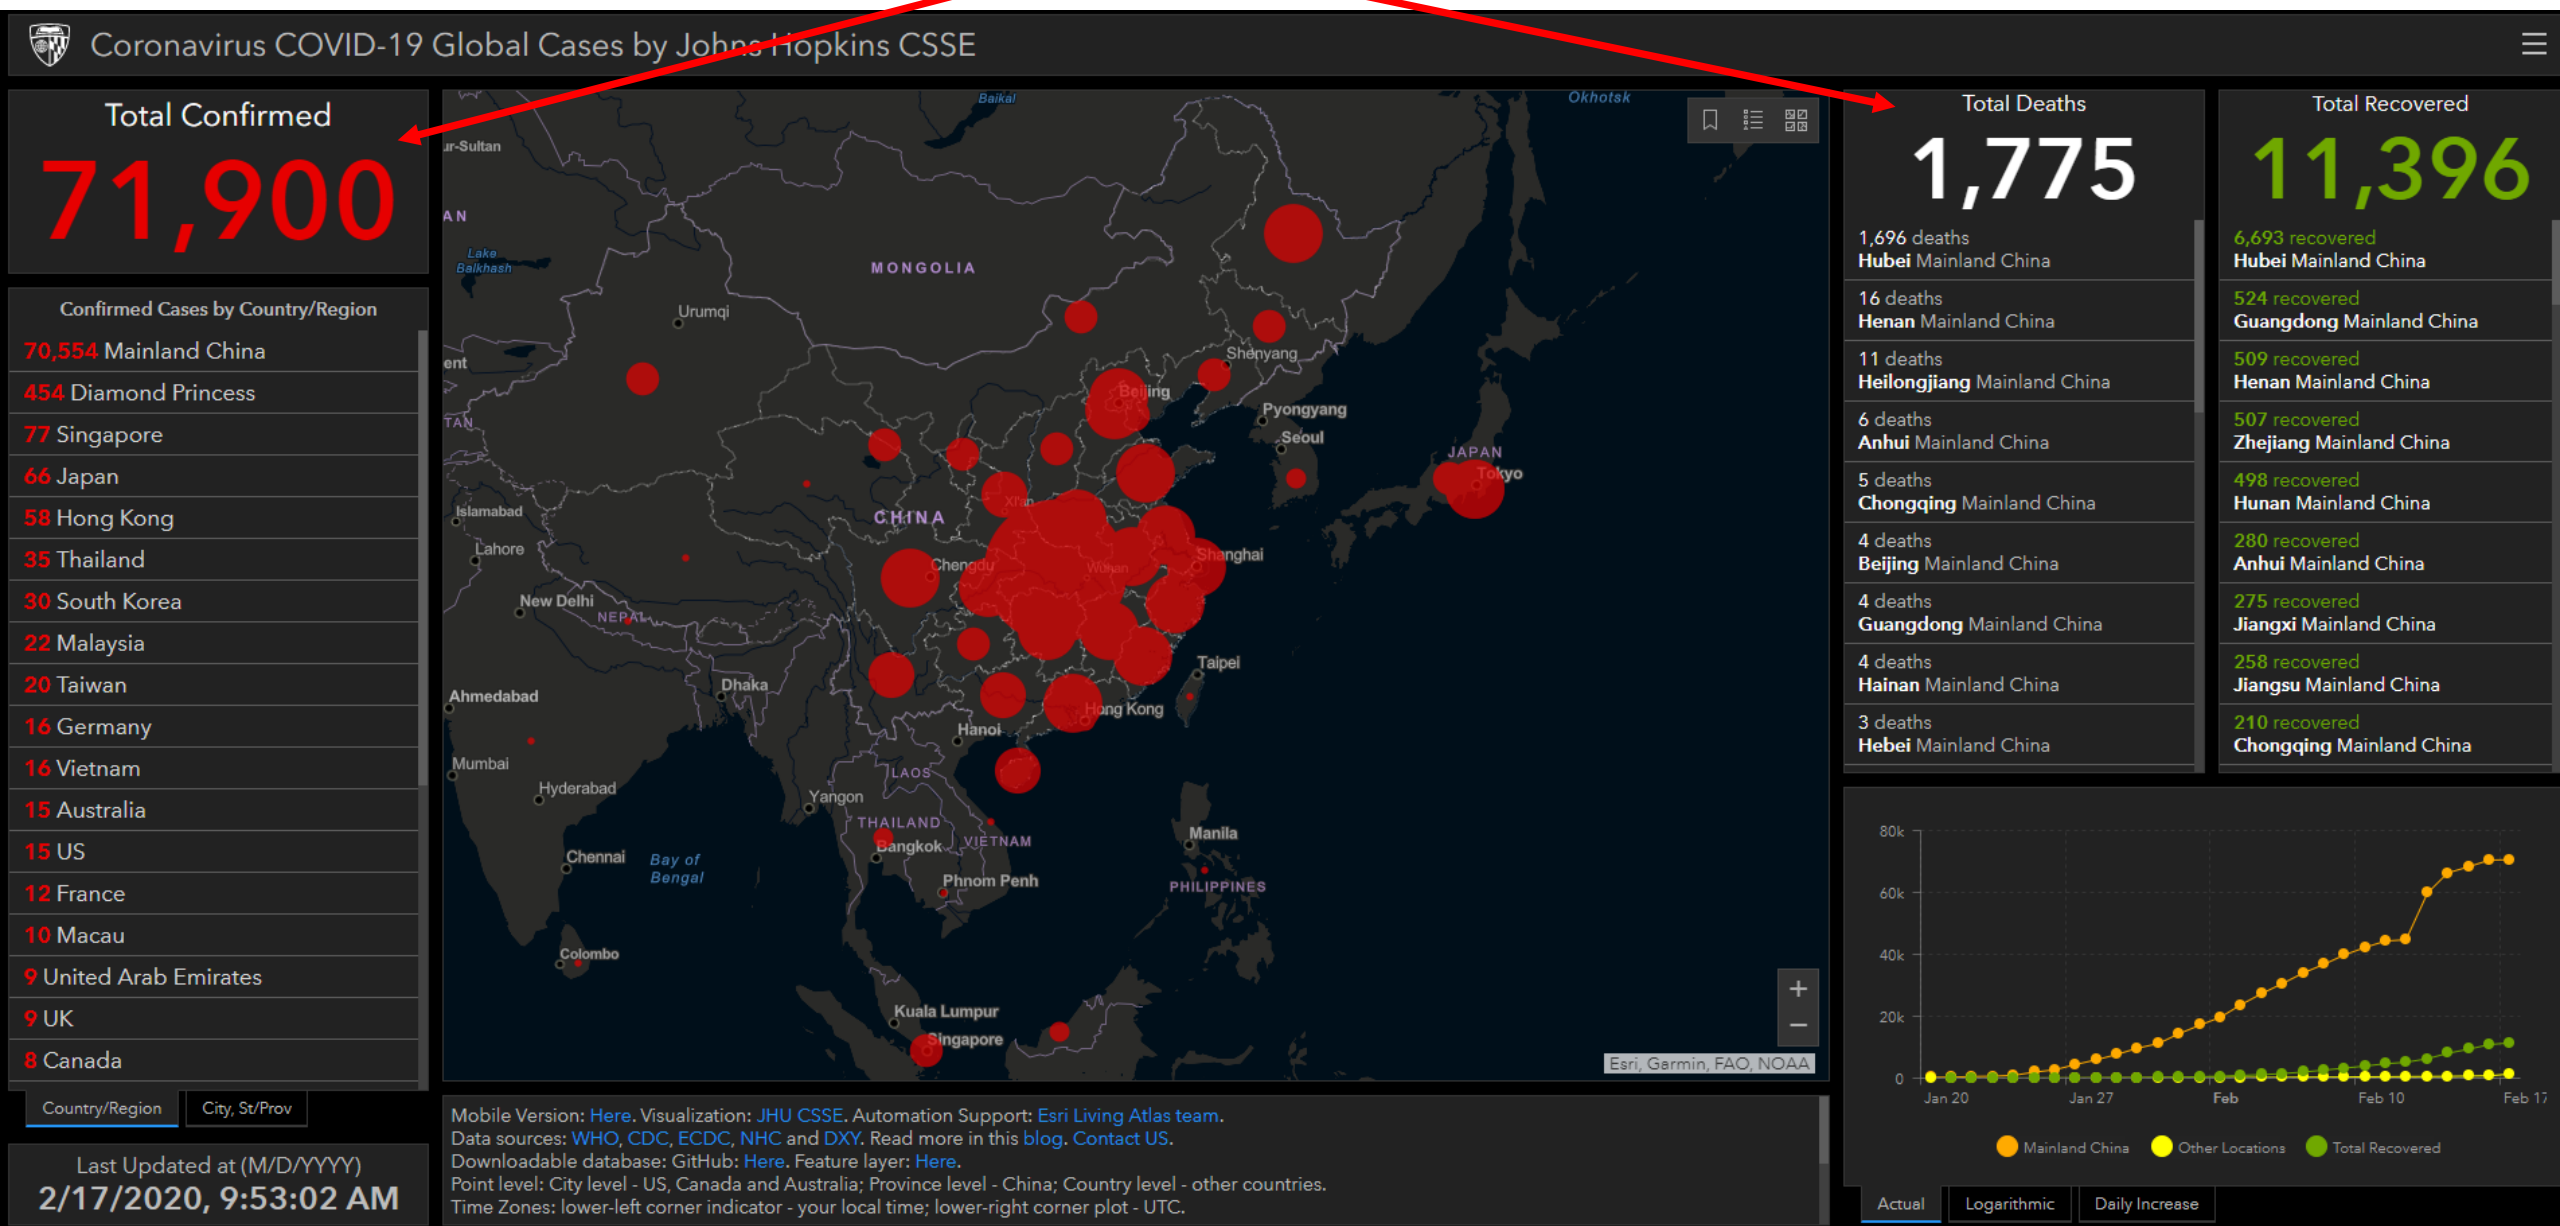 Coronavirus COVID-19 Global Cases by Johns Hopkins CSSE
Total Confirmed
71,900
Confirmed Cases by Country/Region
70,554 Mainland China
454 Diamond Princess
77 Singapore
66 Japan
58 Hong Kong
35 Thailand
30 South Korea
22 Malaysia
20 Taiwan
16 Germany
16 Vietnam
15 Australia
15 US
12 France
10 Macau
9 United Arab Emirates
9 UK
8 Canada
Country/Region
City, St/Prov
Last Updated at (M/D/YYYY)
2/17/2020, 9:53:02 AM
Baikal
Okhotsk
ur-Sultan
AN
Lake
Balkhash
MONGOLIA
Urumqi
ent
Shenyang
Beijing
Pyongyang
TAN
Seoul
JAPAN
Tokyo
Xi'an
Islamabad
CHINA
Lahore
Shanghai
Chengdu
Wuhan
New Delhi
NEPAL
Taipei
Dhaka
Ahmedabad
Hong Kong
Hanoi
Mumbai
LAOS
Hyderabad
Yangon
THAILAND
Manila
VIETNAM
Bangkok
Chennai
Bay of
Bengal
Phnom Penh
PHILIPPINES
Colombo
Kuala Lumpur
Singapore
+
−
Esri, Garmin, FAO, NOAA
Mobile Version: Here. Visualization: JHU CSSE. Automation Support: Esri Living Atlas team.
Data sources: WHO, CDC, ECDC, NHC and DXY. Read more in this blog. Contact US.
Downloadable database: GitHub: Here. Feature layer: Here.
Point level: City level - US, Canada and Australia; Province level - China; Country level - other countries.
Time Zones: lower-left corner indicator - your local time; lower-right corner plot - UTC.
Total Deaths
1,775
1,696 deaths
Hubei Mainland China
16 deaths
Henan Mainland China
11 deaths
Heilongjiang Mainland China
6 deaths
Anhui Mainland China
5 deaths
Chongqing Mainland China
4 deaths
Beijing Mainland China
4 deaths
Guangdong Mainland China
4 deaths
Hainan Mainland China
3 deaths
Hebei Mainland China
Total Recovered
11,396
6,693 recovered
Hubei Mainland China
524 recovered
Guangdong Mainland China
509 recovered
Henan Mainland China
507 recovered
Zhejiang Mainland China
498 recovered
Hunan Mainland China
280 recovered
Anhui Mainland China
275 recovered
Jiangxi Mainland China
258 recovered
Jiangsu Mainland China
210 recovered
Chongqing Mainland China
80k
60k
40k
20k
0
Jan 20 Jan 27 Feb Feb 10 Feb 17
Mainland China Other Locations Total Recovered
Actual Logarithmic Daily Increase